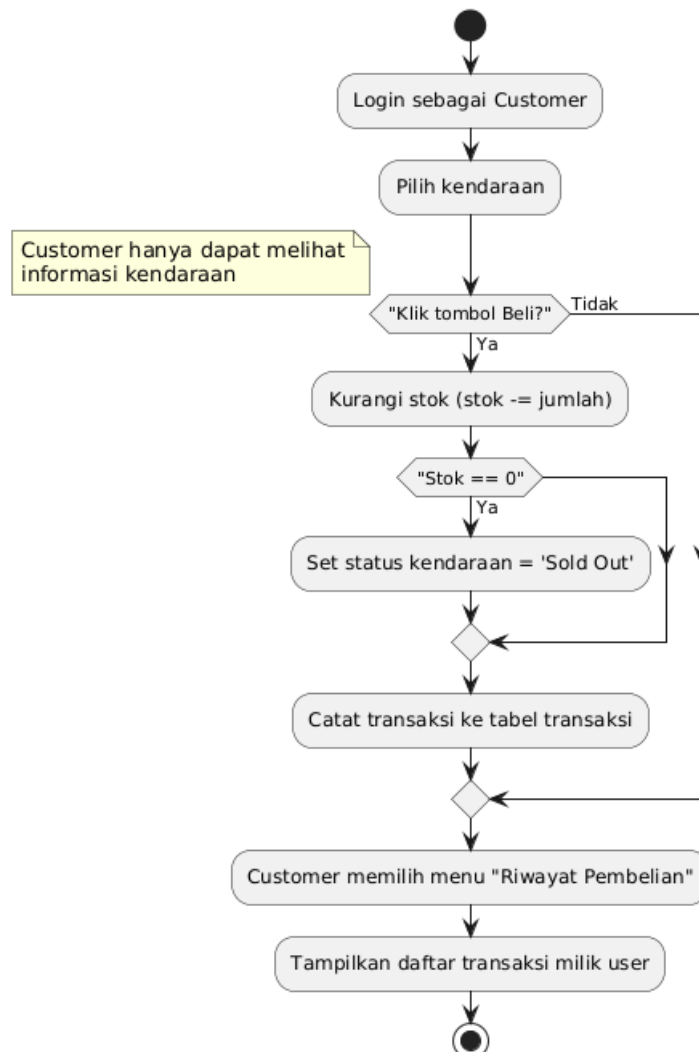 Login sebagai Customer
Pilih kendaraan
Customer hanya dapat melihat
informasi kendaraan
"Klik tombol Beli?"
Tidak
Ya
Kurangi stok (stok -= jumlah)
"Stok == 0"
Ya
Set status kendaraan = 'Sold Out'
Catat transaksi ke tabel transaksi
Customer memilih menu "Riwayat Pembelian"
Tampilkan daftar transaksi milik user